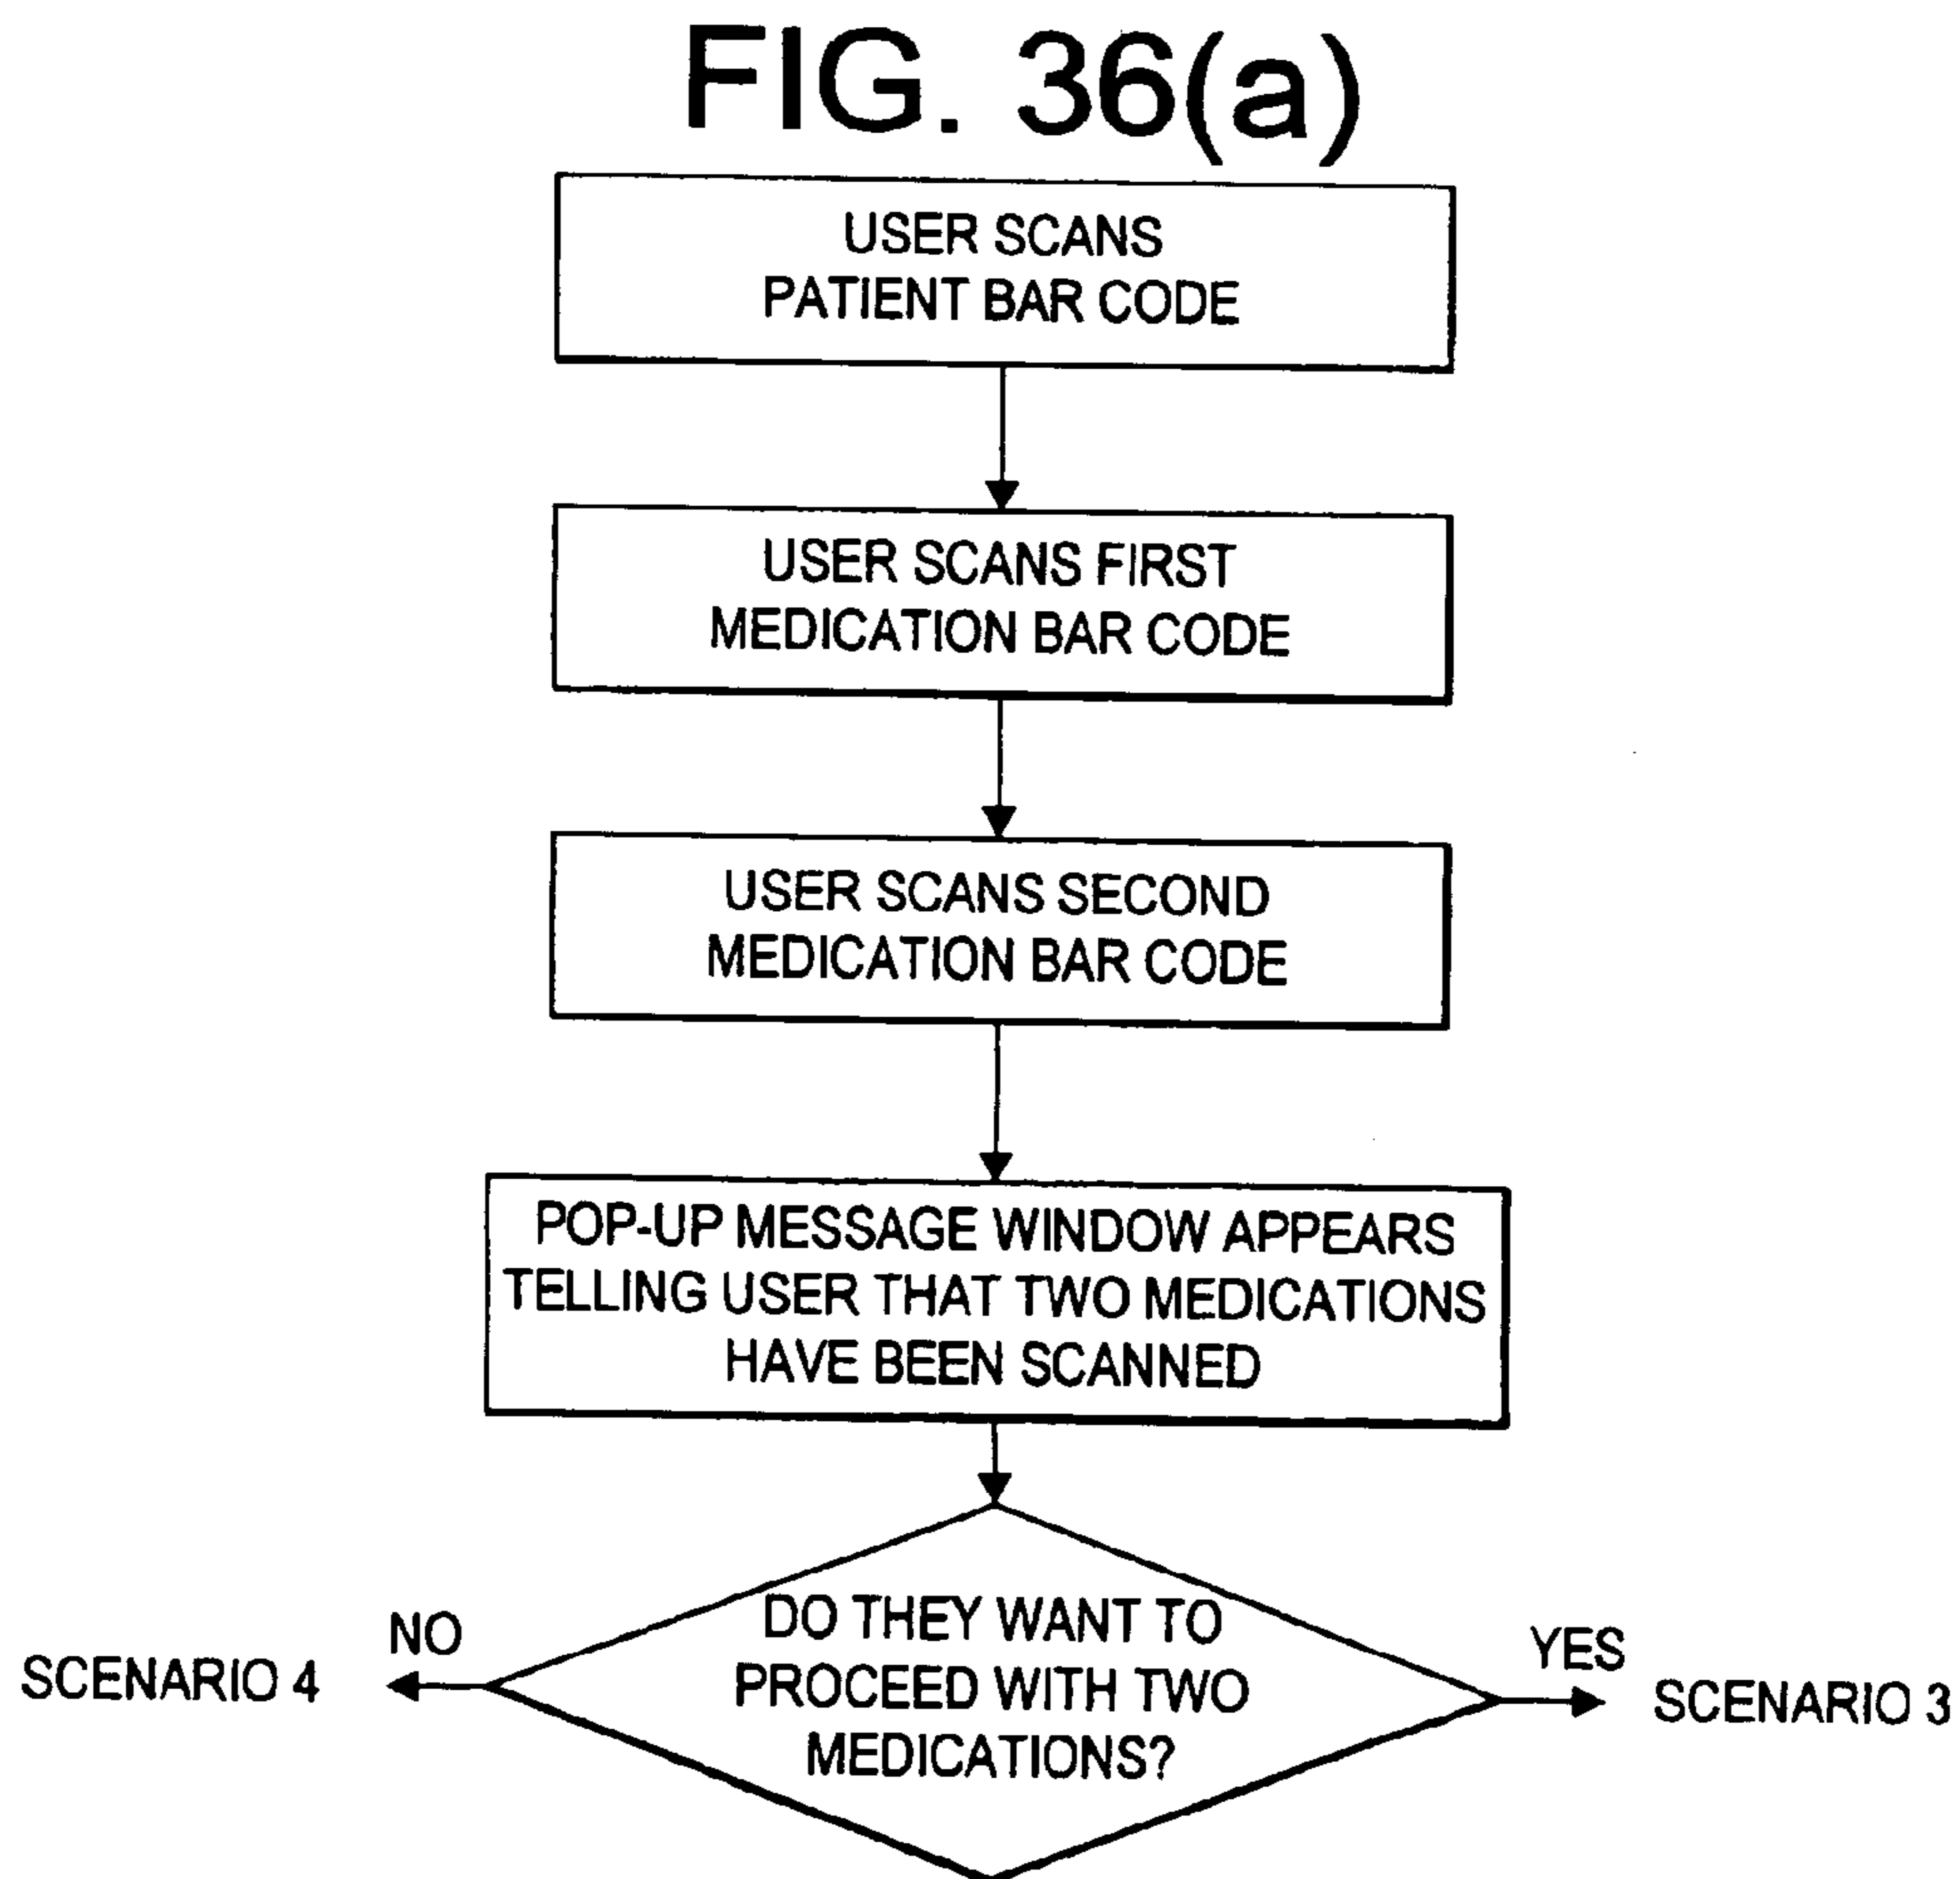 FIG. 36(a)
USER SCANS
PATIENT BAR CODE
USER SCANS FIRST
MEDICATION BAR CODE
USER SCANS SECOND
MEDICATION BAR CODE
POP-UP MESSAGE WINDOW APPEARS
TELLING USER THAT TWO MEDICATIONS
HAVE BEEN SCANNED
DO THEY WANT TO
PROCEED WITH TWO
MEDICATIONS?
NO
SCENARIO 4
YES
SCENARIO 3